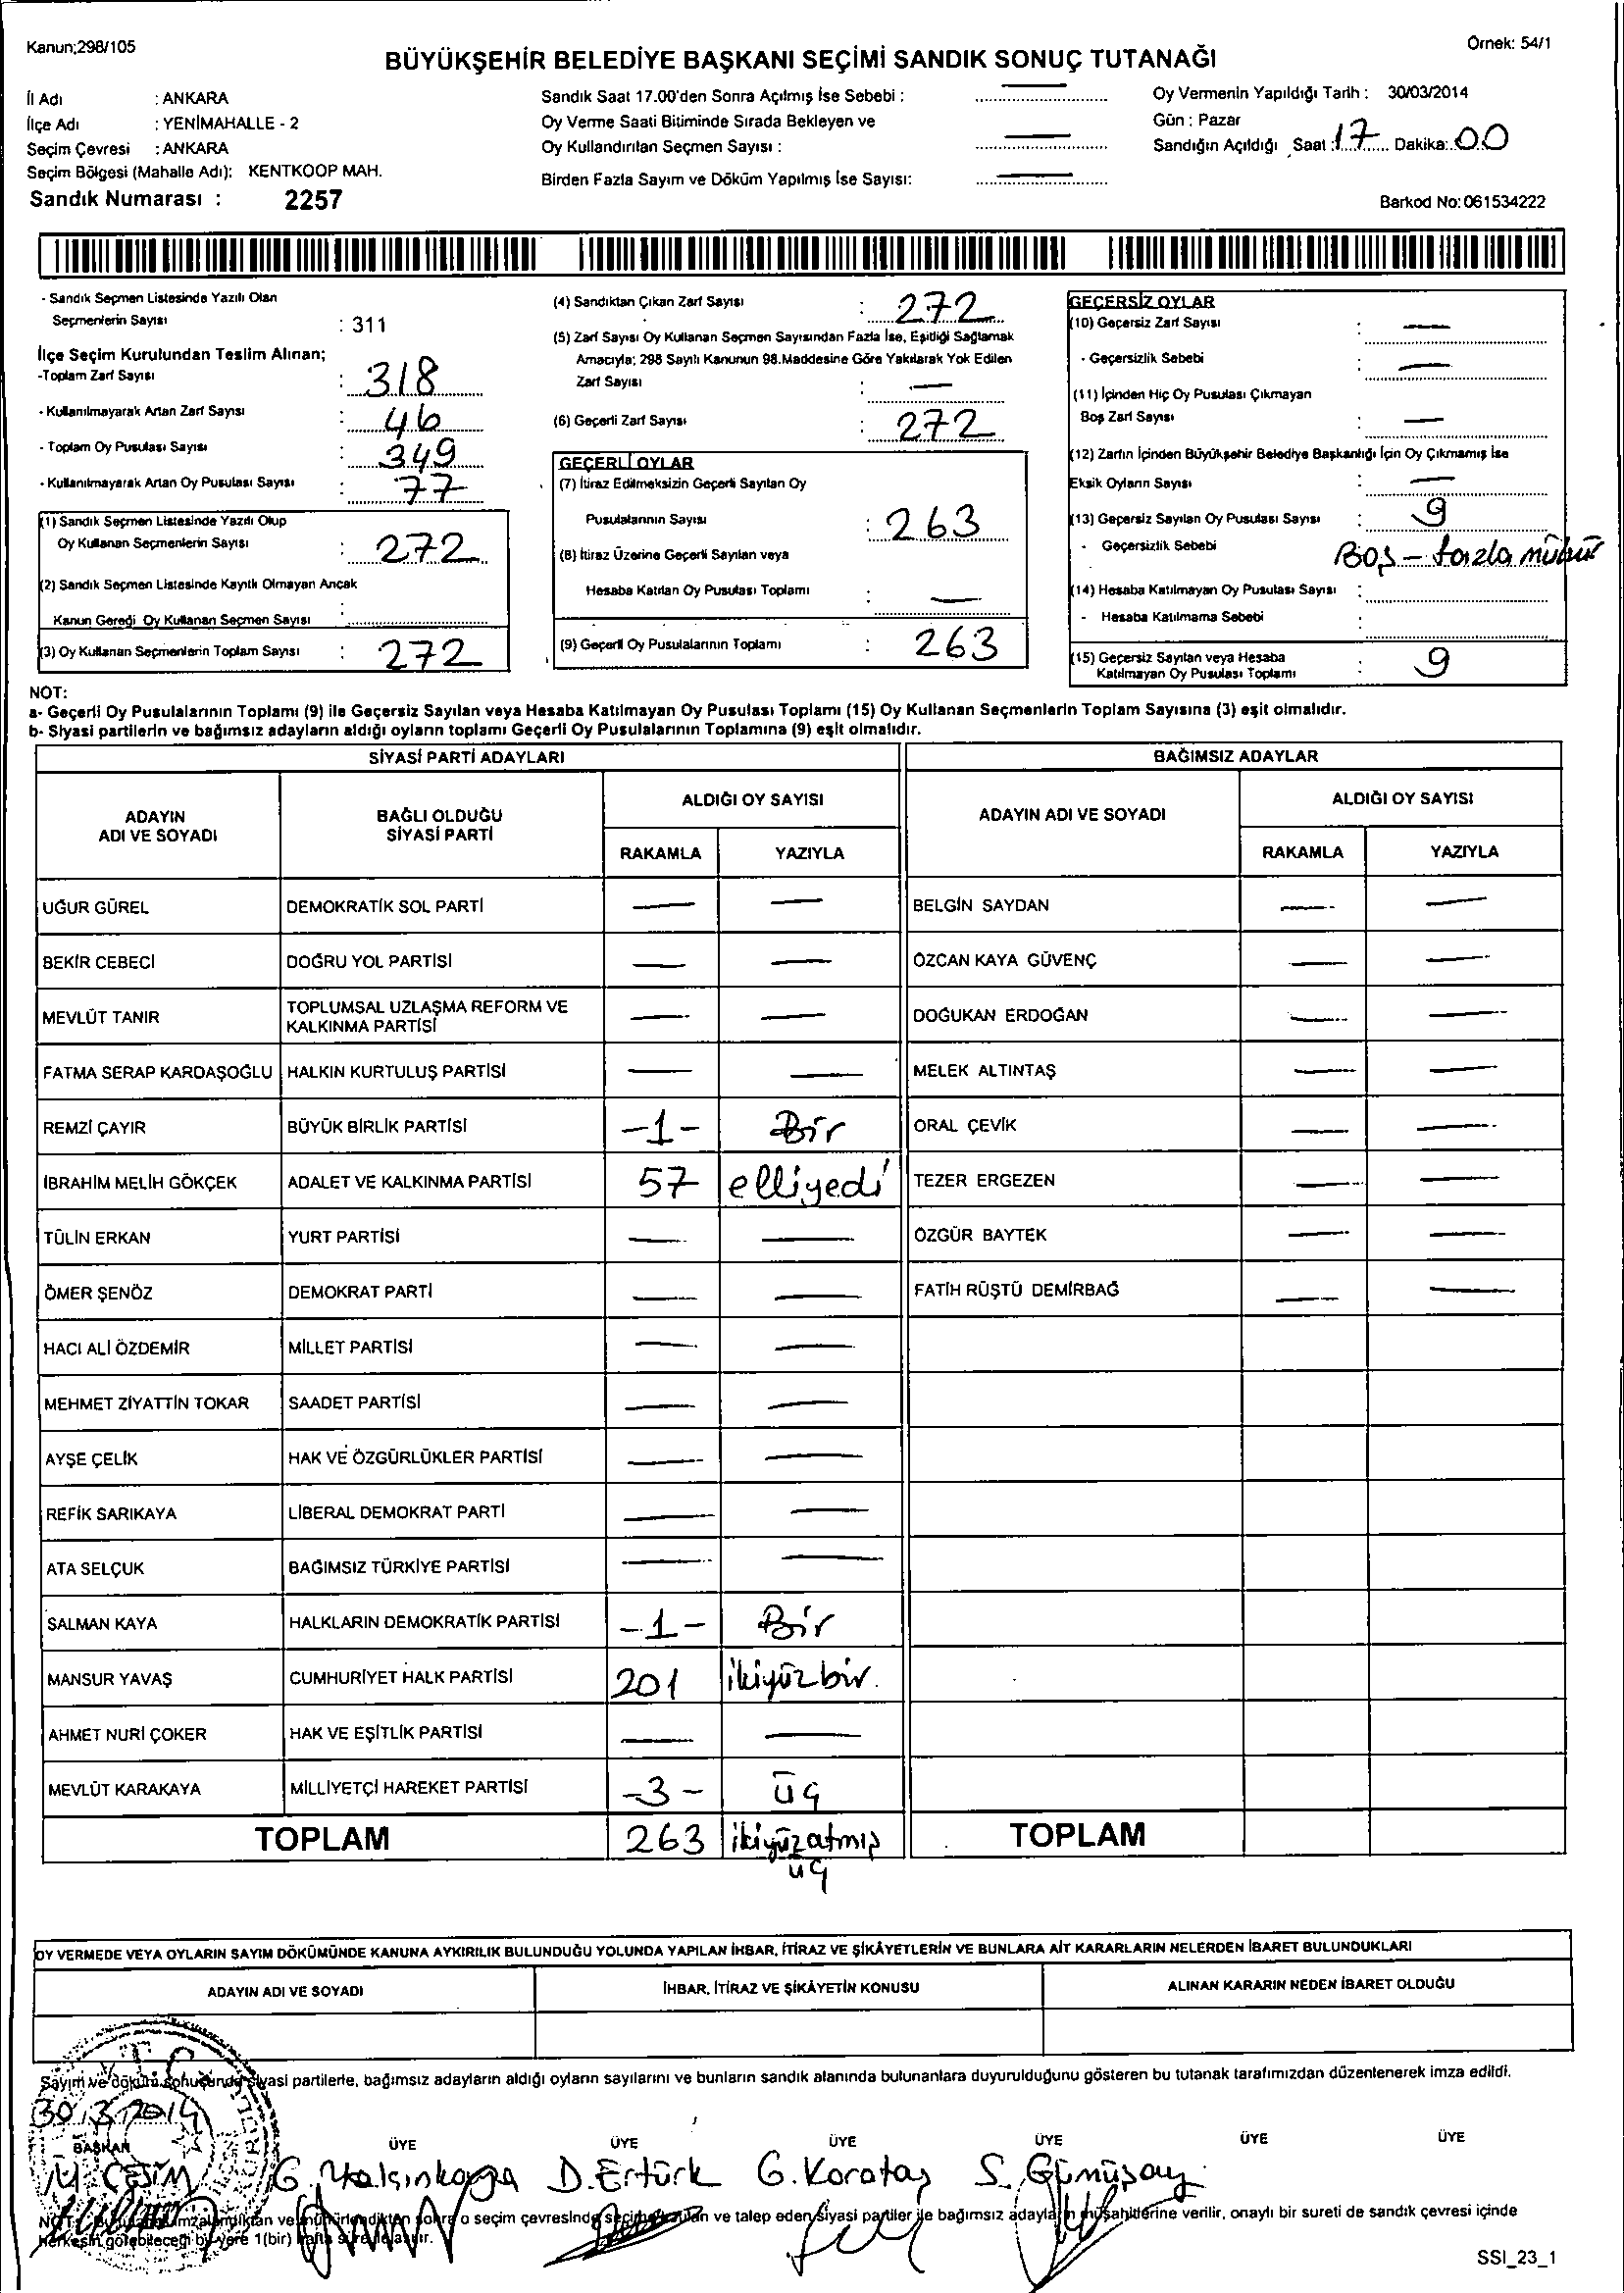 Kanun;298/105
Örnek: 54/1
BÜYÜKŞEHİR BELEDİYE BAŞKANI SEÇİMİ SANDIK SONUÇ TUTANAĞI
İl Adı : ANKARA
İlçe Adı : YENİMAHALLE - 2
Seçim Çevresi : ANKARA
Seçim Bölgesi (Mahalle Adı): KENTKOOP MAH.
Sandık Numarası : 2257
Sandık Saat 17.00'den Sonra Açılmış İse Sebebi : —
Oy Verme Saati Bitiminde Sırada Bekleyen ve
Oy Kullandırılan Seçmen Sayısı : —
Birden Fazla Sayım ve Döküm Yapılmış İse Sayısı: —
Oy Vermenin Yapıldığı Tarih : 30/03/2014
Gün : Pazar
Sandığın Açıldığı Saat : 17 Dakika: 00
Barkod No: 061534222
- Sandık Seçmen Listesinde Yazılı Olan
Seçmenlerin Sayısı : 311
İlçe Seçim Kurulundan Teslim Alınan;
-Toplam Zarf Sayısı : 318
- Kullanılmayarak Artan Zarf Sayısı : 46
- Toplam Oy Pusulası Sayısı : 349
- Kullanılmayarak Artan Oy Pusulası Sayısı : 77
(1) Sandık Seçmen Listesinde Yazılı Olup
Oy Kullanan Seçmenlerin Sayısı : 272
(2) Sandık Seçmen Listesinde Kayıtlı Olmayan Ancak
Kanun Gereği Oy Kullanan Seçmen Sayısı :
(3) Oy Kullanan Seçmenlerin Toplam Sayısı : 272
(4) Sandıktan Çıkan Zarf Sayısı : 272
(5) Zarf Sayısı Oy Kullanan Seçmen Sayısından Fazla İse, Eşitliği Sağlamak
Amacıyla; 298 Sayılı Kanunun 98.Maddesine Göre Yakılarak Yok Edilen
Zarf Sayısı : —
(6) Geçerli Zarf Sayısı : 272
GEÇERLİ OYLAR
(7) İtiraz Edilmeksizin Geçerli Sayılan Oy
Pusulalarının Sayısı : 263
(8) İtiraz Üzerine Geçerli Sayılan veya
Hesaba Katılan Oy Pusulası Toplamı : —
(9) Geçerli Oy Pusulalarının Toplamı : 263
GEÇERSİZ OYLAR
(10) Geçersiz Zarf Sayısı : —
- Geçersizlik Sebebi : —
(11) İçinden Hiç Oy Pusulası Çıkmayan
Boş Zarf Sayısı : —
(12) Zarfın İçinden Büyükşehir Belediye Başkanlığı İçin Oy Çıkmamış İse
Eksik Oyların Sayısı : —
(13) Geçersiz Sayılan Oy Pusulası Sayısı : 9
- Geçersizlik Sebebi Boş – fazla mühür
(14) Hesaba Katılmayan Oy Pusulası Sayısı :
- Hesaba Katılmama Sebebi :
(15) Geçersiz Sayılan veya Hesaba
Katılmayan Oy Pusulası Toplamı : 9
NOT:
a- Geçerli Oy Pusulalarının Toplamı (9) ile Geçersiz Sayılan veya Hesaba Katılmayan Oy Pusulası Toplamı (15) Oy Kullanan Seçmenlerin Toplam Sayısına (3) eşit olmalıdır.
b- Siyasi partilerin ve bağımsız adayların aldığı oyların toplamı Geçerli Oy Pusulalarının Toplamına (9) eşit olmalıdır.
SİYASİ PARTİ ADAYLARI BAĞIMSIZ ADAYLAR
ADAYIN ADI VE SOYADI BAĞLI OLDUĞU SİYASİ PARTİ ALDIĞI OY SAYISI ADAYIN ADI VE SOYADI ALDIĞI OY SAYISI
RAKAMLA YAZIYLA RAKAMLA YAZIYLA
UĞUR GÜREL DEMOKRATİK SOL PARTİ — — BELGİN SAYDAN — —
BEKİR CEBECİ DOĞRU YOL PARTİSİ — — ÖZCAN KAYA GÜVENÇ — —
MEVLÜT TANIR TOPLUMSAL UZLAŞMA REFORM VE KALKINMA PARTİSİ — — DOĞUKAN ERDOĞAN — —
FATMA SERAP KARDAŞOĞLU HALKIN KURTULUŞ PARTİSİ — — MELEK ALTINTAŞ — —
REMZİ ÇAYIR BÜYÜK BİRLİK PARTİSİ -1- Bir ORAL ÇEVİK — —
İBRAHİM MELİH GÖKÇEK ADALET VE KALKINMA PARTİSİ 57 elliyedi TEZER ERGEZEN — —
TÜLİN ERKAN YURT PARTİSİ — — ÖZGÜR BAYTEK — —
ÖMER ŞENÖZ DEMOKRAT PARTİ — — FATİH RÜŞTÜ DEMİRBAĞ — —
HACI ALİ ÖZDEMİR MİLLET PARTİSİ — —
MEHMET ZİYATTİN TOKAR SAADET PARTİSİ — —
AYŞE ÇELİK HAK VE ÖZGÜRLÜKLER PARTİSİ — —
REFİK SARIKAYA LİBERAL DEMOKRAT PARTİ — —
ATA SELÇUK BAĞIMSIZ TÜRKİYE PARTİSİ — —
SALMAN KAYA HALKLARIN DEMOKRATİK PARTİSİ -1- Bir
MANSUR YAVAŞ CUMHURİYET HALK PARTİSİ 201 ikiyüzbir.
AHMET NURİ ÇOKER HAK VE EŞİTLİK PARTİSİ — —
MEVLÜT KARAKAYA MİLLİYETÇİ HAREKET PARTİSİ -3- üç
TOPLAM 263 ikiyüzatmış üç TOPLAM
OY VERMEDE VEYA OYLARIN SAYIM DÖKÜMÜNDE KANUNA AYKIRILIK BULUNDUĞU YOLUNDA YAPILAN İHBAR, İTİRAZ VE ŞİKÂYETLERİN VE BUNLARA AİT KARARLARIN NELERDEN İBARET BULUNDUKLARI
ADAYIN ADI VE SOYADI İHBAR, İTİRAZ VE ŞİKÂYETİN KONUSU ALINAN KARARIN NEDEN İBARET OLDUĞU
Sayım ve döküm sonucunda siyasi partilerle, bağımsız adayların aldığı oyların sayılarını ve bunların sandık alanında bulunanlara duyurulduğunu gösteren bu tutanak tarafımızdan düzenlenerek imza edildi.
30.3.2014
BAŞKAN ÜYE ÜYE ÜYE ÜYE ÜYE ÜYE
M. ÇEŞİM G. Yalçınkaya D. Ertürk G. Korataş S. Gümüşay
imzalandıktan ve mühürlendikten sonra o seçim çevresinde ve talep eden Siyasi partiler ile bağımsız adayların müşahitlerine verilir, onaylı bir sureti de sandık çevresi içinde
herkesin görebileceği bir yere 1(bir) hafta
SSI_23_1